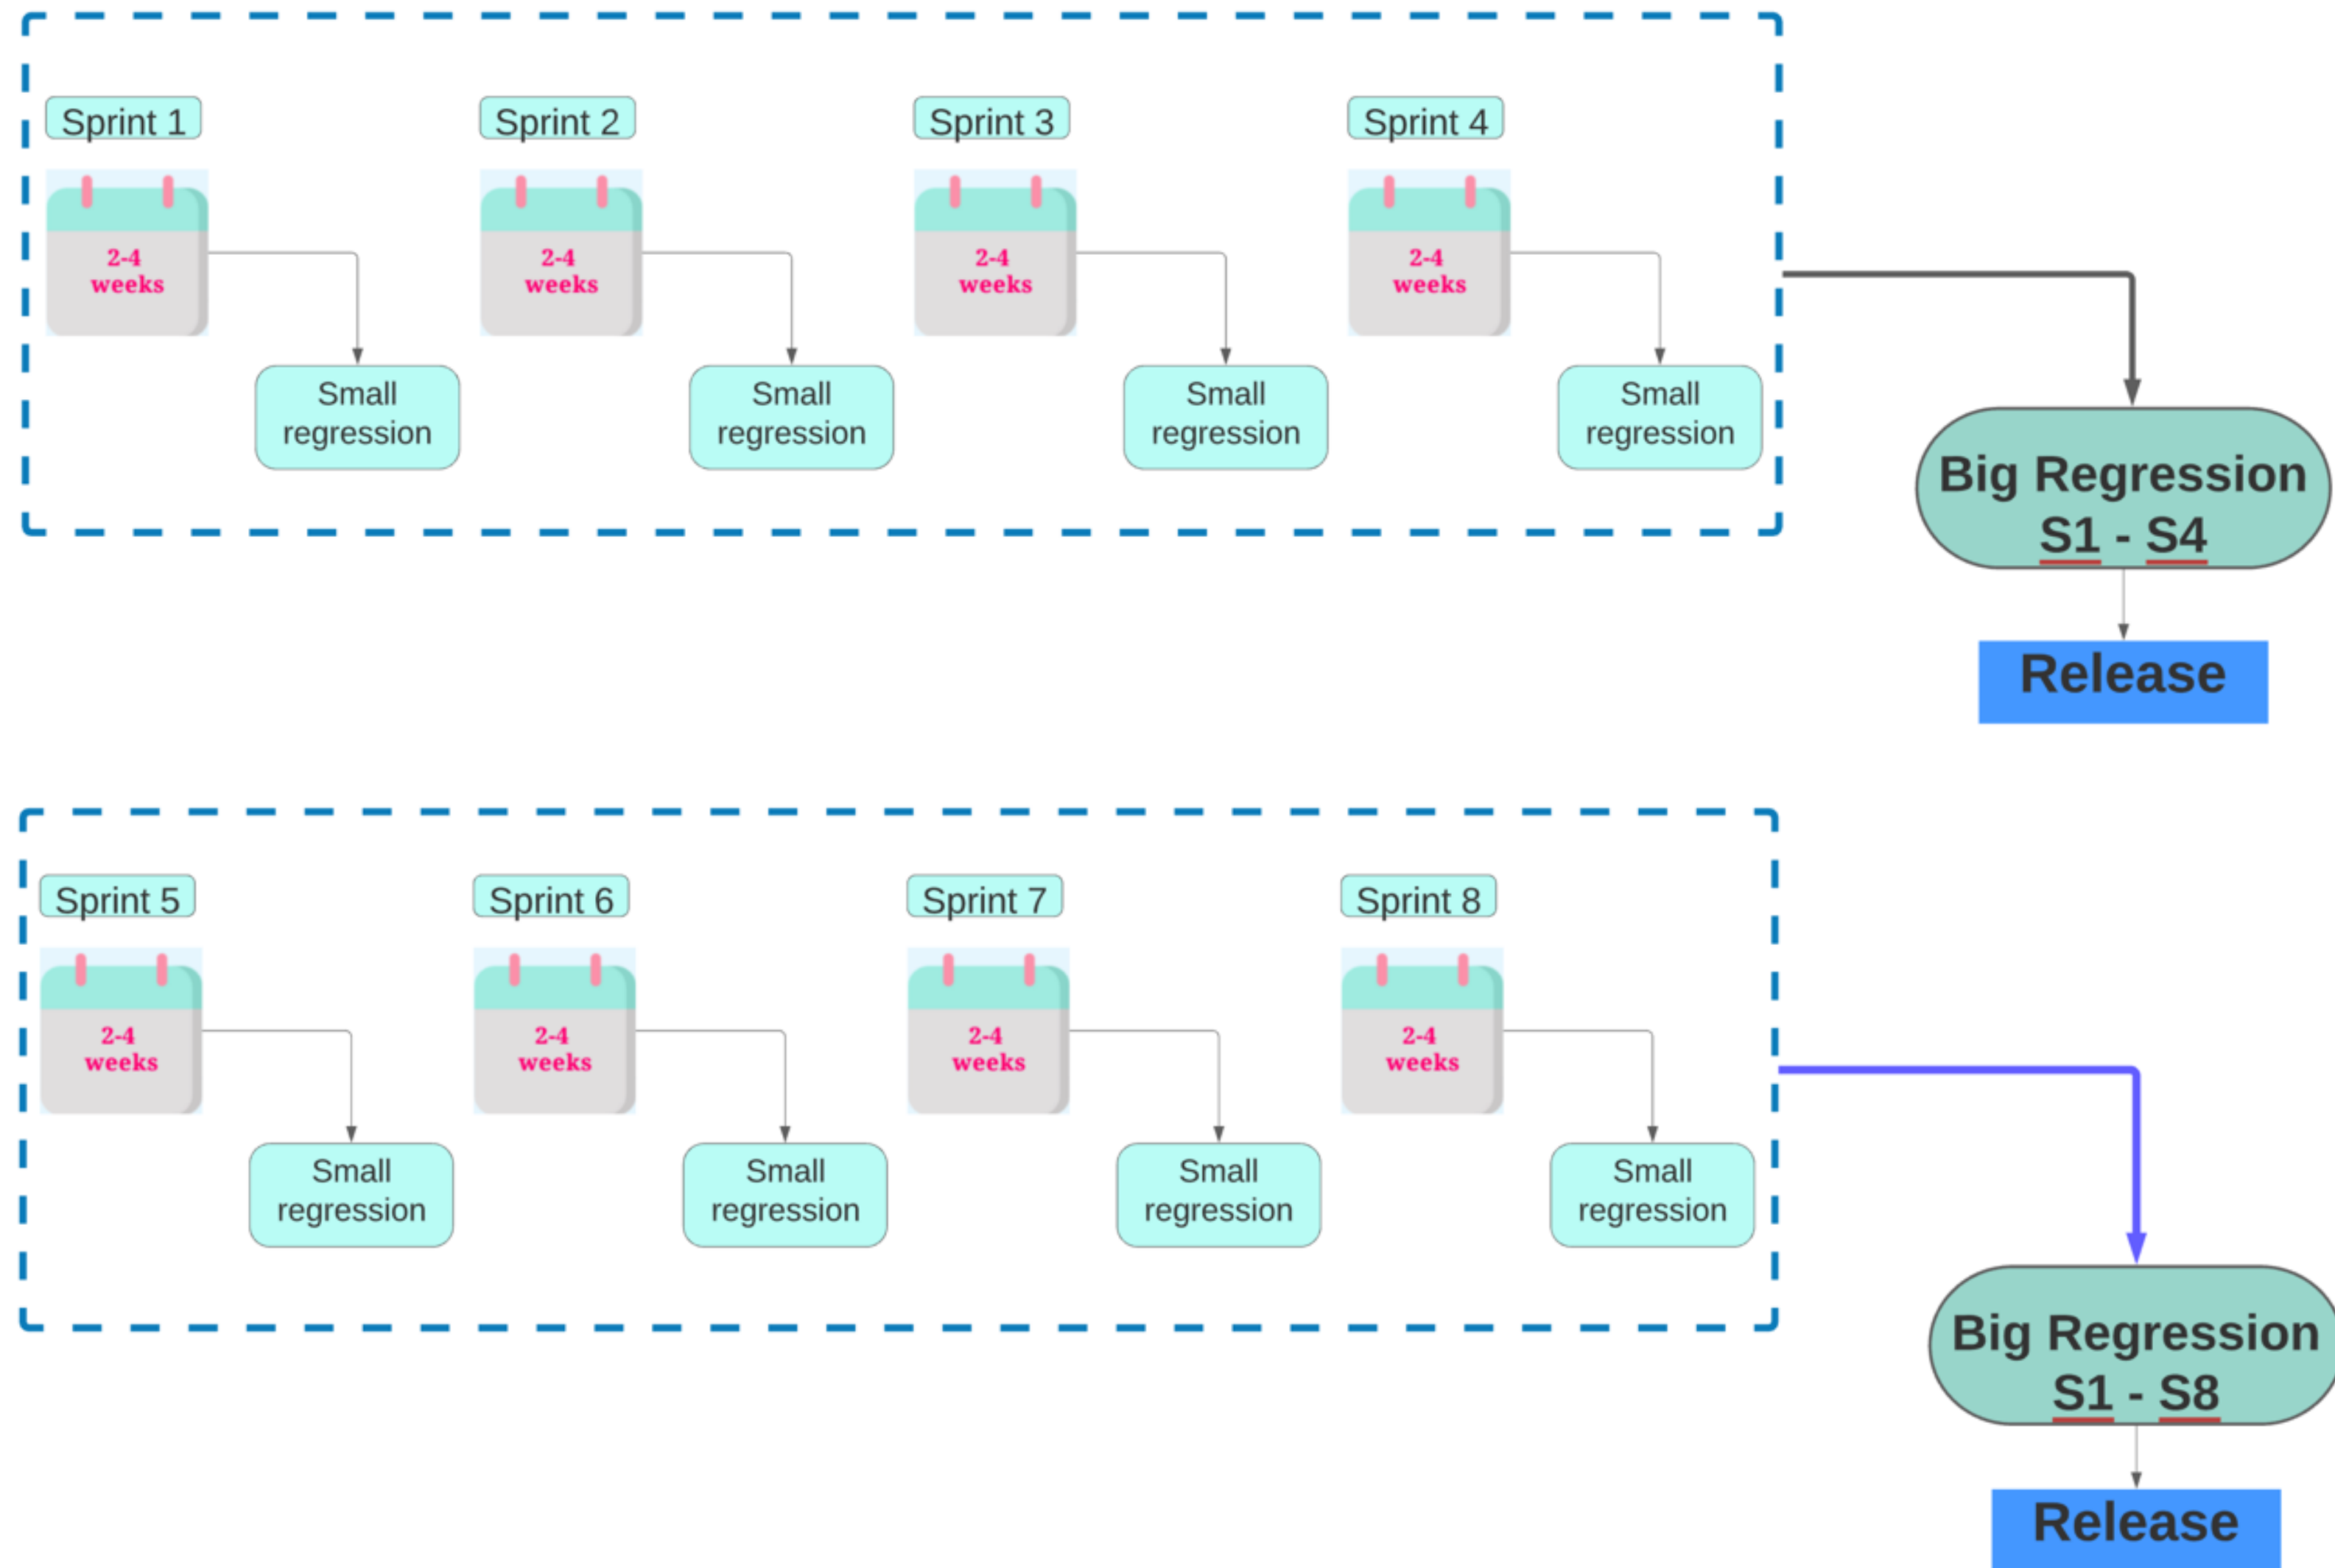 Sprint 1
Sprint 2
Sprint 3
Sprint 4
2-4
weeks
2-4
weeks
2-4
weeks
2-4
weeks
Small
regression
Small
regression
Small
regression
Small
regression
Big Regression
S1 - S4
Release
Sprint 5
Sprint 6
Sprint 7
Sprint 8
2-4
weeks
2-4
weeks
2-4
weeks
2-4
weeks
Small
regression
Small
regression
Small
regression
Small
regression
Big Regression
S1 - S8
Release